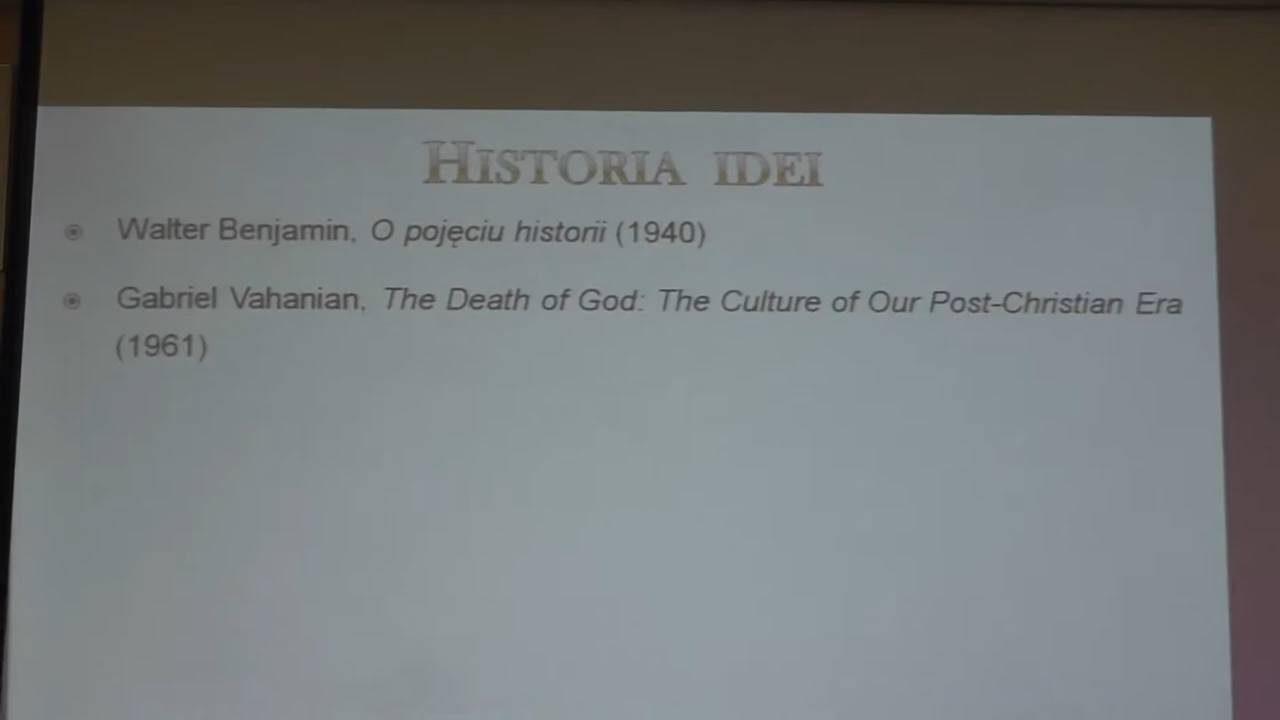 HISTORIA IDEI
Walter Benjamin, O pojęciu historii (1940)
Gabriel Vahanian, The Death of God: The Culture of Our Post-Christian Era
(1961)